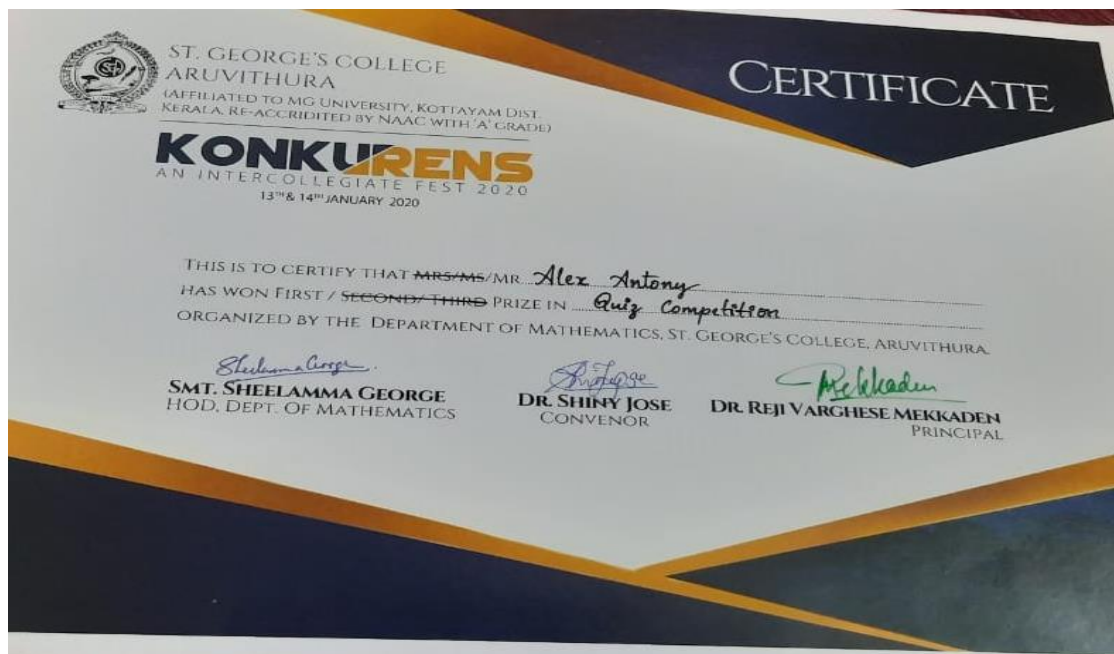 ST. GEORGE'S COLLEGE
ARUVITHURA
(AFFILIATED TO MG UNIVERSITY, KOTTAYAM DIST.
KERALA, RE-ACCRIDITED BY NAAC WITH 'A' GRADE)
CERTIFICATE
KONKURENS
AN INTERCOLLEGIATE FEST 2020
13TH & 14TH JANUARY 2020
THIS IS TO CERTIFY THAT MRS/MS/MR Alex Antony
HAS WON FIRST / SECOND/ THIRD PRIZE IN Quiz Competition
ORGANIZED BY THE DEPARTMENT OF MATHEMATICS, ST. GEORGE'S COLLEGE, ARUVITHURA.
Sheelamma George
SMT. SHEELAMMA GEORGE
HOD, DEPT. OF MATHEMATICS
DR. SHINY JOSE
CONVENOR
Mekkaden
DR. REJI VARGHESE MEKKADEN
PRINCIPAL